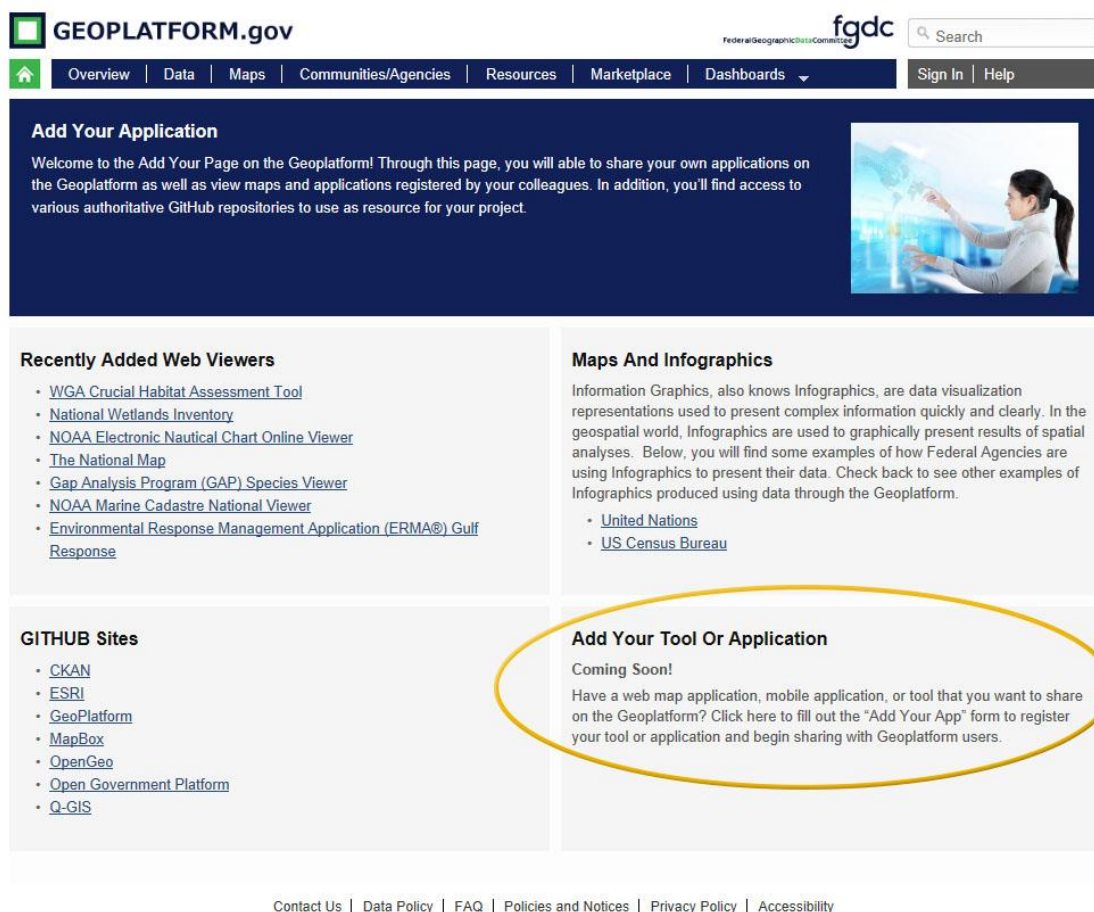 GEOPLATFORM.gov
FederalGeographicDataCommittee
fgdc
Search
Overview | Data | Maps | Communities/Agencies | Resources | Marketplace | Dashboards
Sign In | Help
Add Your Application
Welcome to the Add Your Page on the Geoplatform! Through this page, you will able to share your own applications on
the Geoplatform as well as view maps and applications registered by your colleagues. In addition, you'll find access to
various authoritative GitHub repositories to use as resource for your project.
Recently Added Web Viewers
• WGA Crucial Habitat Assessment Tool
• National Wetlands Inventory
• NOAA Electronic Nautical Chart Online Viewer
• The National Map
• Gap Analysis Program (GAP) Species Viewer
• NOAA Marine Cadastre National Viewer
• Environmental Response Management Application (ERMA®) Gulf
Response
Maps And Infographics
Information Graphics, also knows Infographics, are data visualization
representations used to present complex information quickly and clearly. In the
geospatial world, Infographics are used to graphically present results of spatial
analyses. Below, you will find some examples of how Federal Agencies are
using Infographics to present their data. Check back to see other examples of
Infographics produced using data through the Geoplatform.
• United Nations
• US Census Bureau
GITHUB Sites
• CKAN
• ESRI
• GeoPlatform
• MapBox
• OpenGeo
• Open Government Platform
• Q-GIS
Add Your Tool Or Application
Coming Soon!
Have a web map application, mobile application, or tool that you want to share
on the Geoplatform? Click here to fill out the “Add Your App” form to register
your tool or application and begin sharing with Geoplatform users.
Contact Us | Data Policy | FAQ | Policies and Notices | Privacy Policy | Accessibility